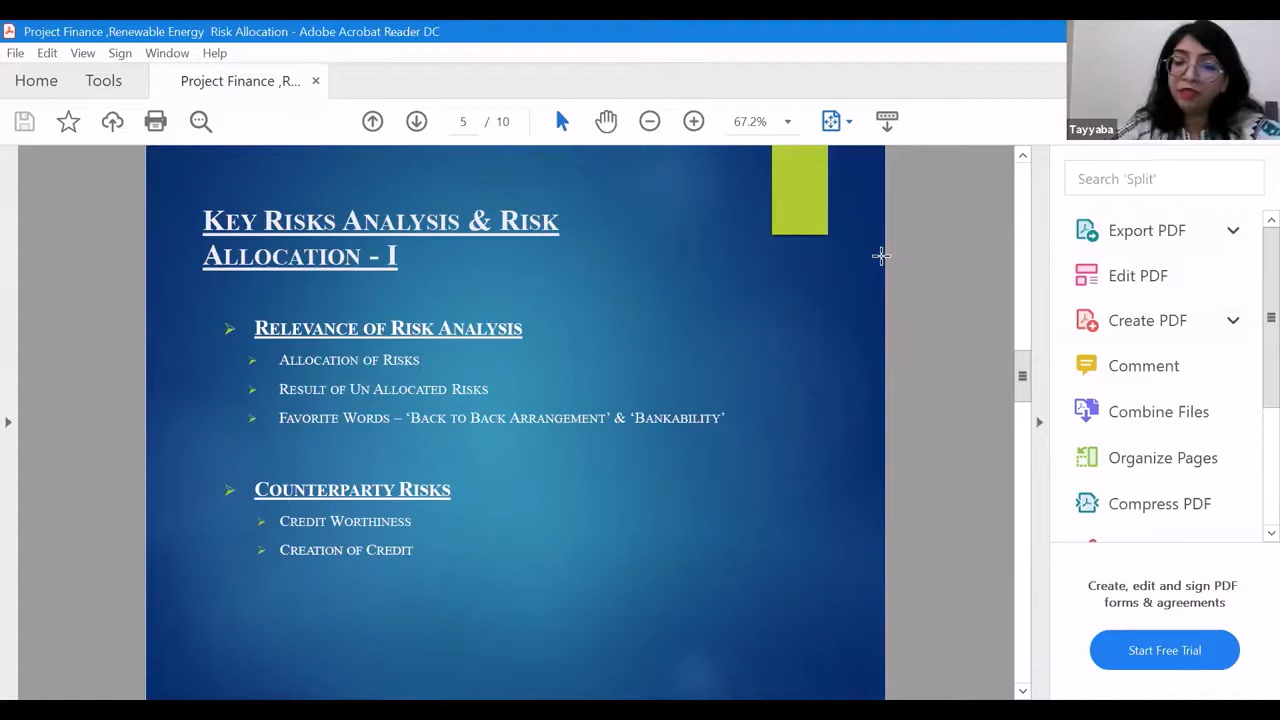 Project Finance ,Renewable Energy Risk Allocation - Adobe Acrobat Reader DC
File Edit View Sign Window Help
Home Tools Project Finance ,R... ×
5 / 10 67.2%
Tayyaba
Key Risks Analysis & Risk
Allocation - I
Relevance of Risk Analysis
Allocation of Risks
Result of Un Allocated Risks
Favorite Words – ‘Back to Back Arrangement’ & ‘Bankability’
Counterparty Risks
Credit Worthiness
Creation of Credit
Search 'Split'
Export PDF
Edit PDF
Create PDF
Comment
Combine Files
Organize Pages
Compress PDF
Create, edit and sign PDF
forms & agreements
Start Free Trial